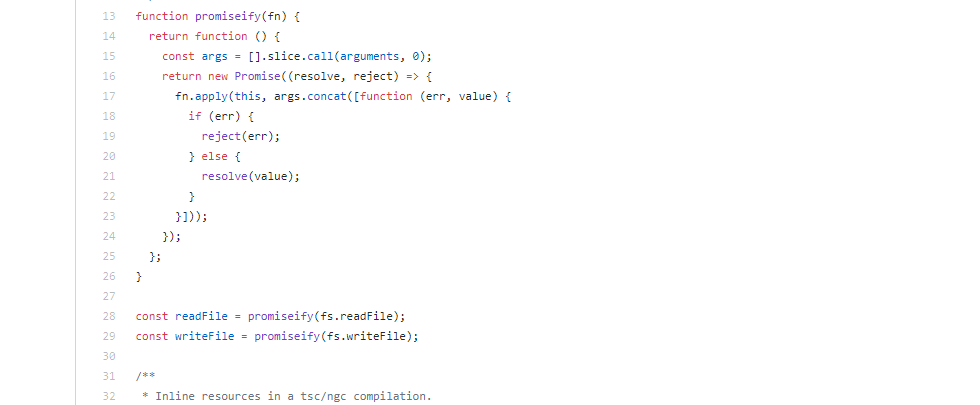 13 function promiseify(fn) {
14   return function () {
15     const args = [].slice.call(arguments, 0);
16     return new Promise((resolve, reject) => {
17       fn.apply(this, args.concat([function (err, value) {
18         if (err) {
19           reject(err);
20         } else {
21           resolve(value);
22         }
23       }]));
24     });
25   };
26 }
27
28 const readFile = promiseify(fs.readFile);
29 const writeFile = promiseify(fs.writeFile);
30
31 /**
32  * Inline resources in a tsc/ngc compilation.